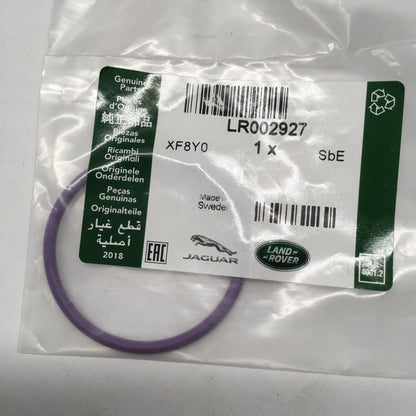 Genuine
Parts
Pièces
D'Origine
純正部品
Piezas
Originales
Ricambi
Originali
Originele
Onderdelen
Peças
Genuínas
Originalteile
قطع غيار
أصلية
2018
LR002927
XF8Y0
1 x
SbE
Made
Sweden
EAC
JAGUAR
LAND
ROVER